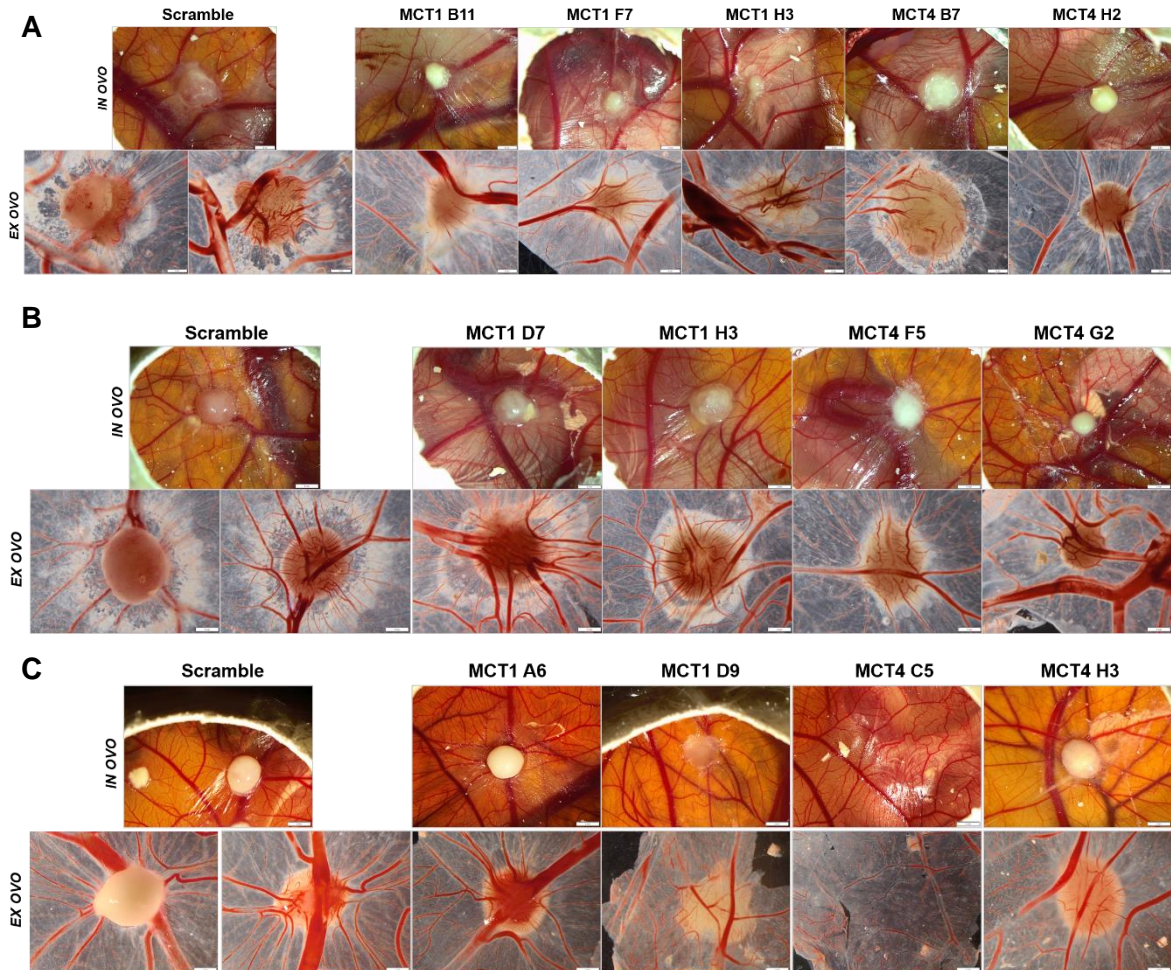 A
Scramble
MCT1 B11
MCT1 F7
MCT1 H3
MCT4 B7
MCT4 H2
IN OVO
EX OVO
B
Scramble
MCT1 D7
MCT1 H3
MCT4 F5
MCT4 G2
IN OVO
EX OVO
C
Scramble
MCT1 A6
MCT1 D9
MCT4 C5
MCT4 H3
IN OVO
EX OVO